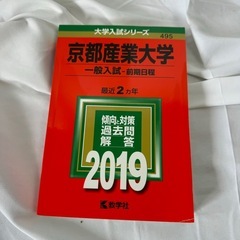 大学入試シリーズ
495
京都産業大学
一般入試-前期日程
最近2カ年
傾向と対策
過去問
解答
2019
教学社